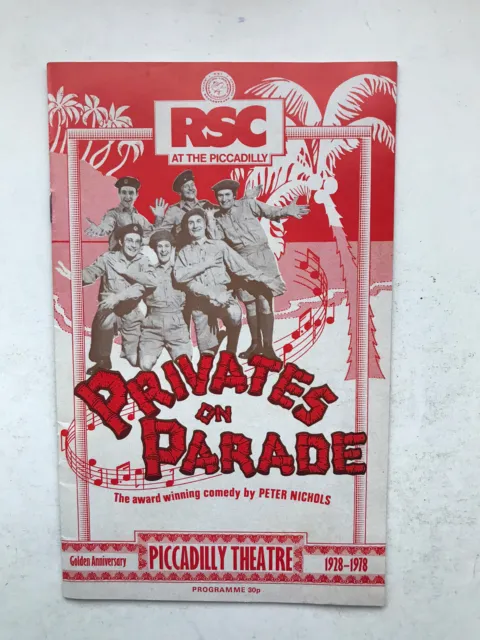 RSC
AT THE PICCADILLY
PRIVATES
ON
PARADE
The award winning comedy by PETER NICHOLS
Golden Anniversary
PICCADILLY THEATRE
1928-1978
PROGRAMME 30p